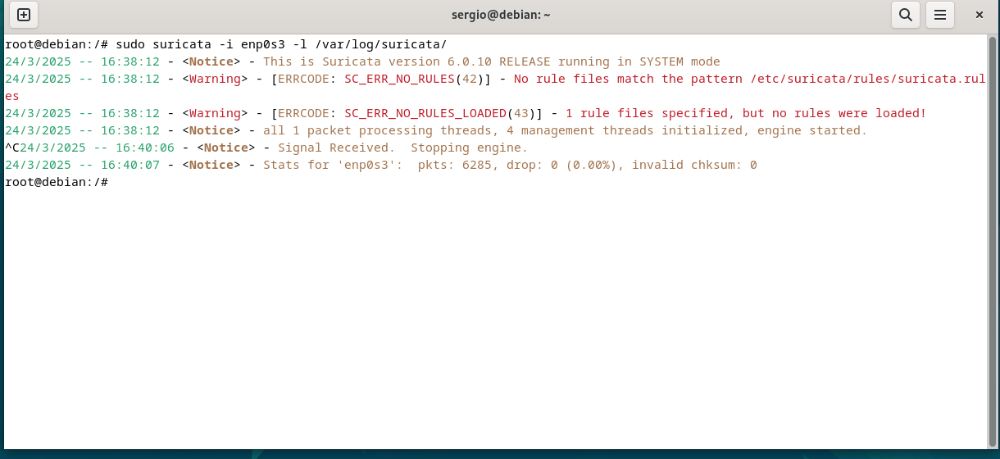 sergio@debian: ~
root@debian:/# sudo suricata -i enp0s3 -l /var/log/suricata/
24/3/2025 -- 16:38:12 - <Notice> - This is Suricata version 6.0.10 RELEASE running in SYSTEM mode
24/3/2025 -- 16:38:12 - <Warning> - [ERRCODE: SC_ERR_NO_RULES(42)] - No rule files match the pattern /etc/suricata/rules/suricata.rul
es
24/3/2025 -- 16:38:12 - <Warning> - [ERRCODE: SC_ERR_NO_RULES_LOADED(43)] - 1 rule files specified, but no rules were loaded!
24/3/2025 -- 16:38:12 - <Notice> - all 1 packet processing threads, 4 management threads initialized, engine started.
^C24/3/2025 -- 16:40:06 - <Notice> - Signal Received.  Stopping engine.
24/3/2025 -- 16:40:07 - <Notice> - Stats for 'enp0s3':  pkts: 6285, drop: 0 (0.00%), invalid chksum: 0
root@debian:/#